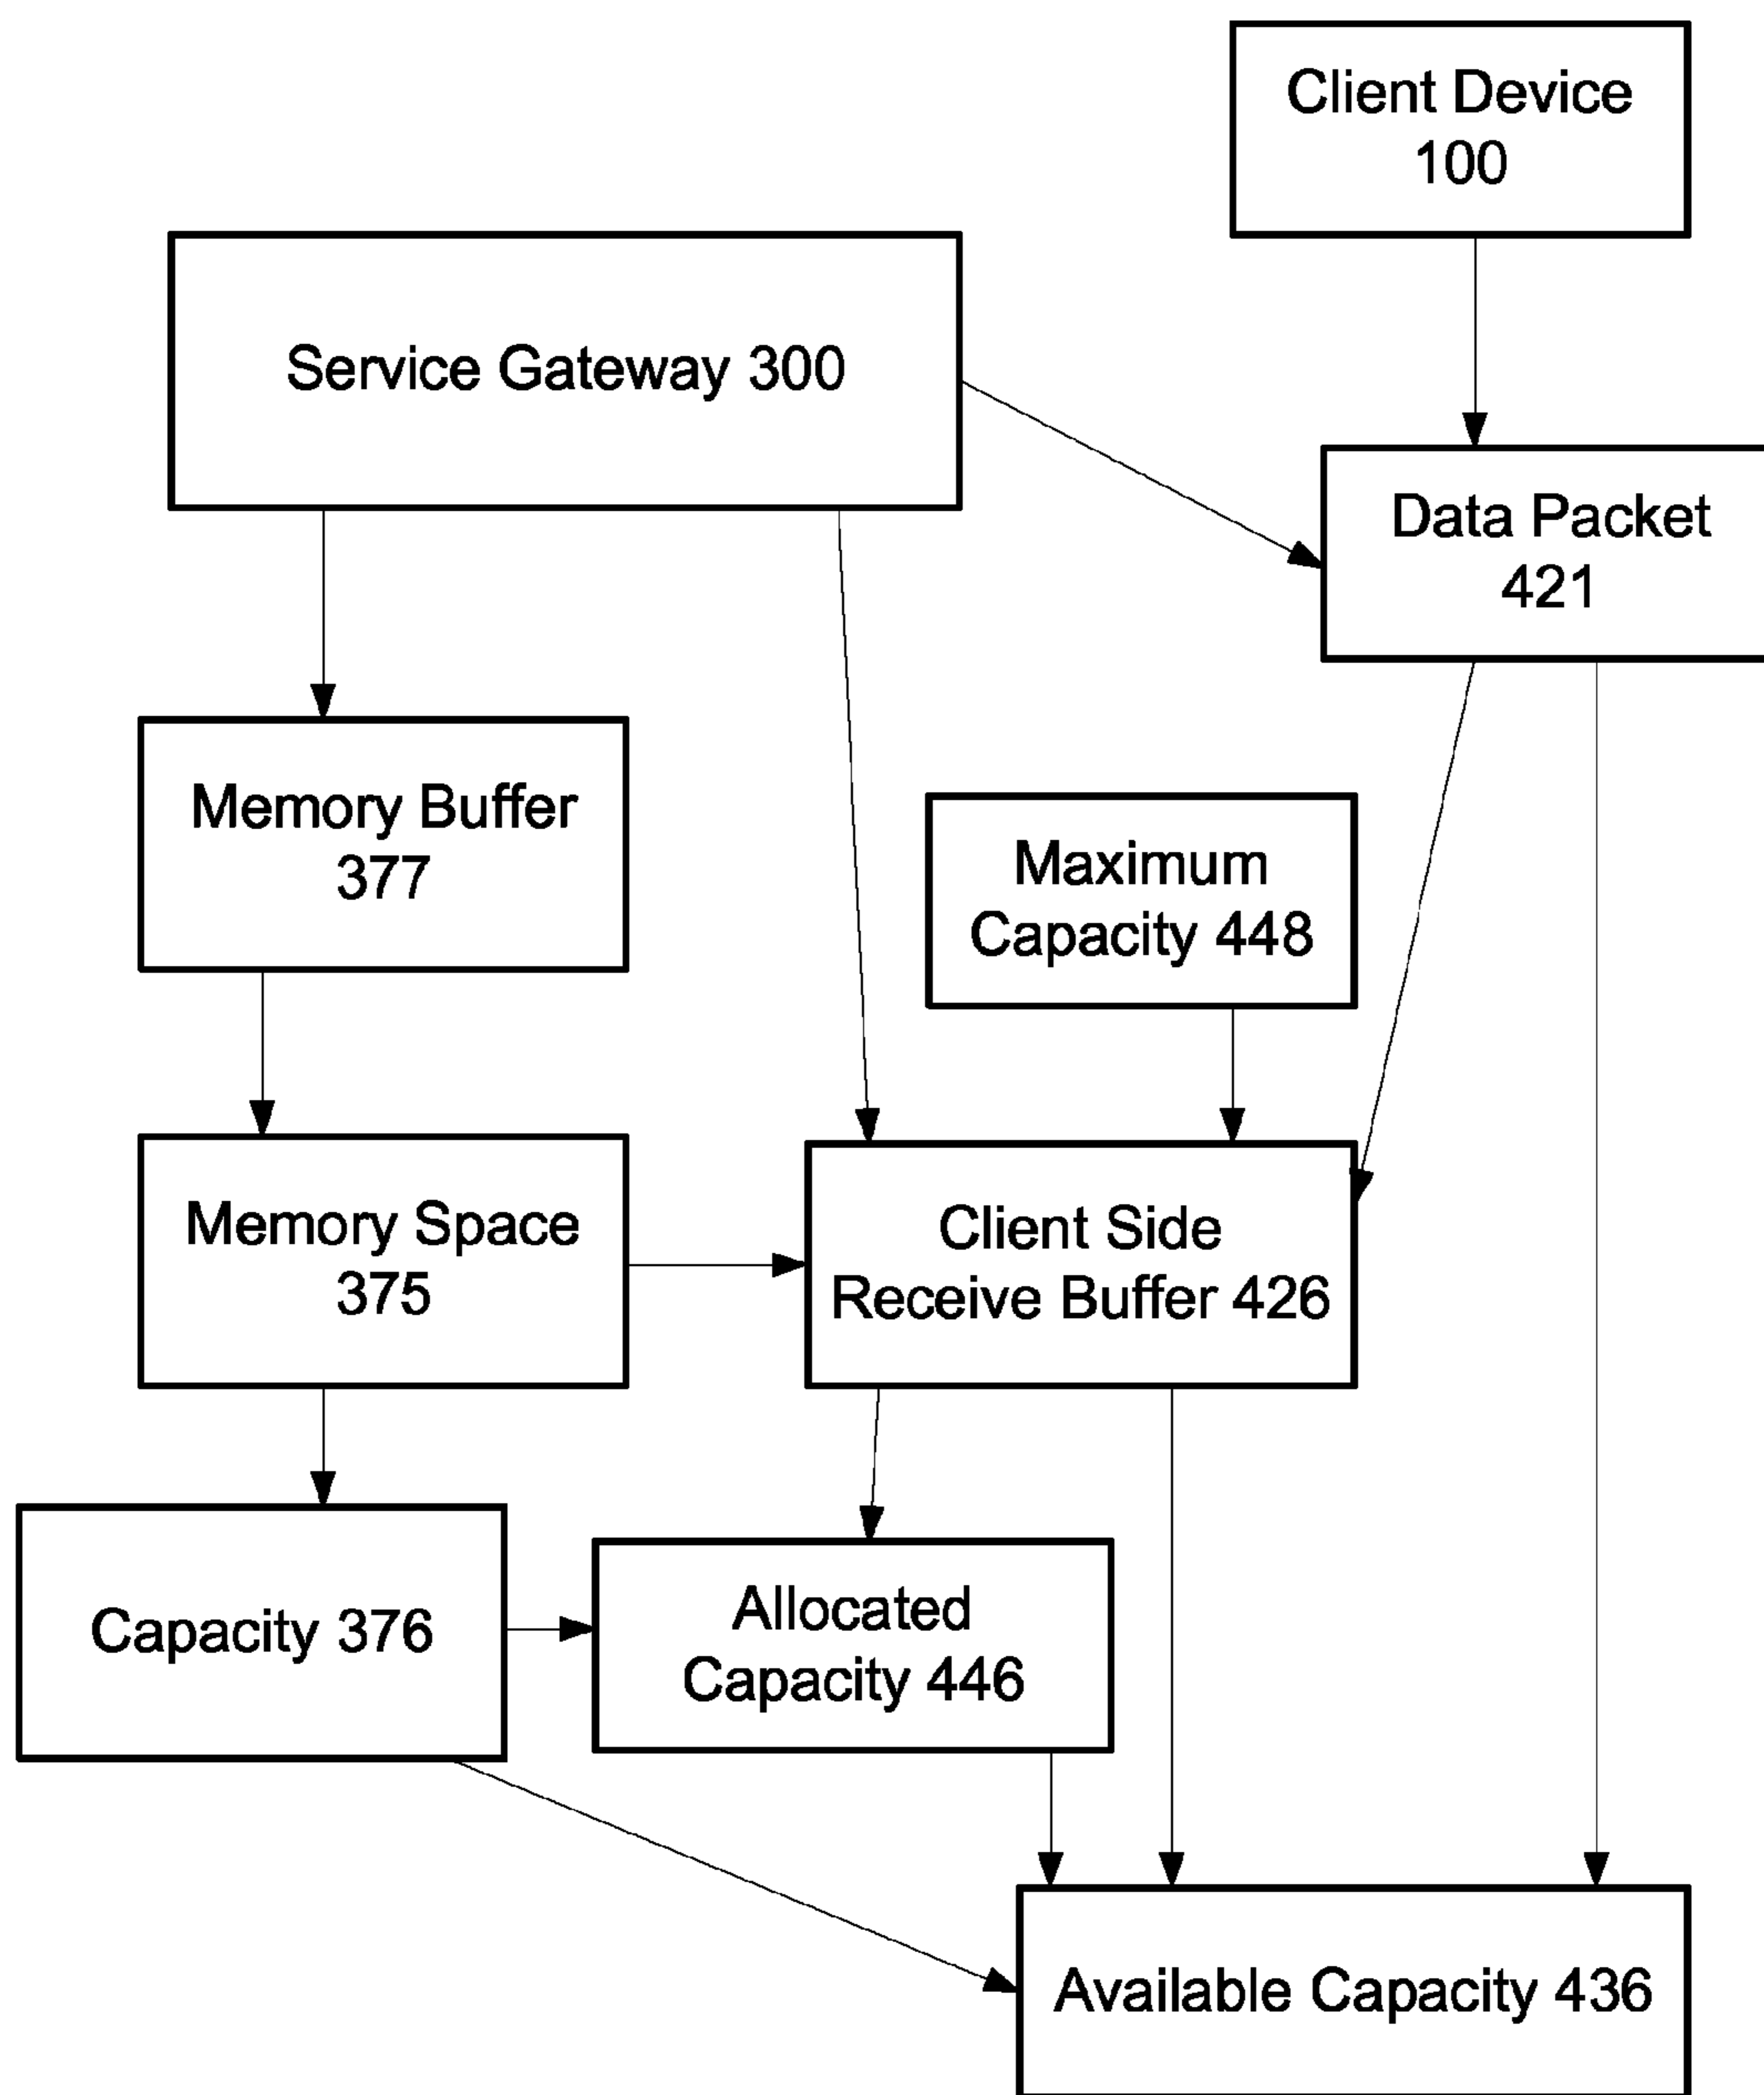 Client Device
100
Service Gateway 300
Data Packet
421
Memory Buffer
377
Maximum
Capacity 448
Memory Space
375
Client Side
Receive Buffer 426
Capacity 376
Allocated
Capacity 446
Available Capacity 436